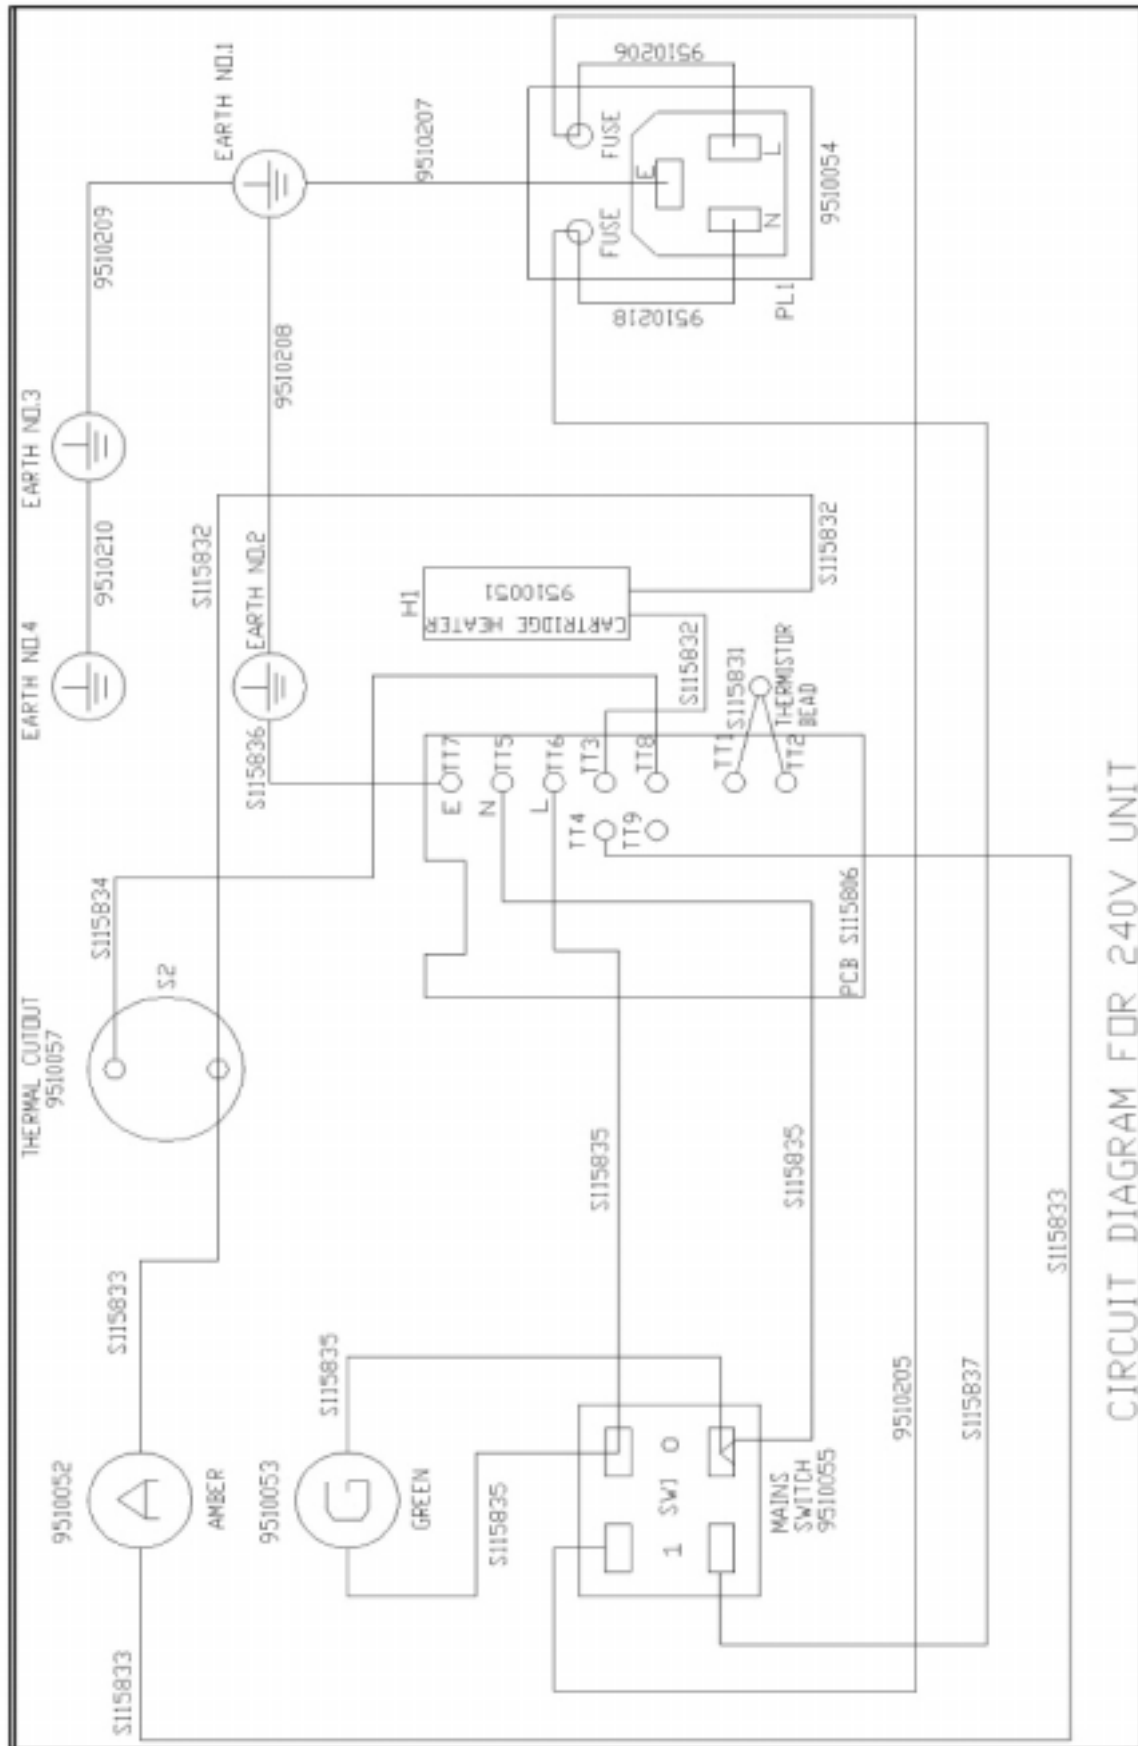 EARTH NO.4
EARTH NO.3
9510210
9510209
EARTH NO.1
9510207
9510208
EARTH NO.2
S115836
S115832
THERMAL CUTOUT
9510057
S2
S115834
S115833
9510052
AMBER
A
S115833
9510053
GREEN
G
S115835
S115835
H1
CARTRIDGE HEATER
9510051
S115832
S115832
9510206
FUSE
FUSE
E
L
N
9510218
PL1
9510054
TT7
TT5
TT6
TT3
TT8
TT4
TT9
TT1
TT2
E
N
L
S115831
THERMISTOR
BEAD
PCB S115806
S115835
S115835
1
SW1
0
MAINS
SWITCH
9510055
9510205
S115837
S115833
CIRCUIT DIAGRAM FOR 240V UNIT